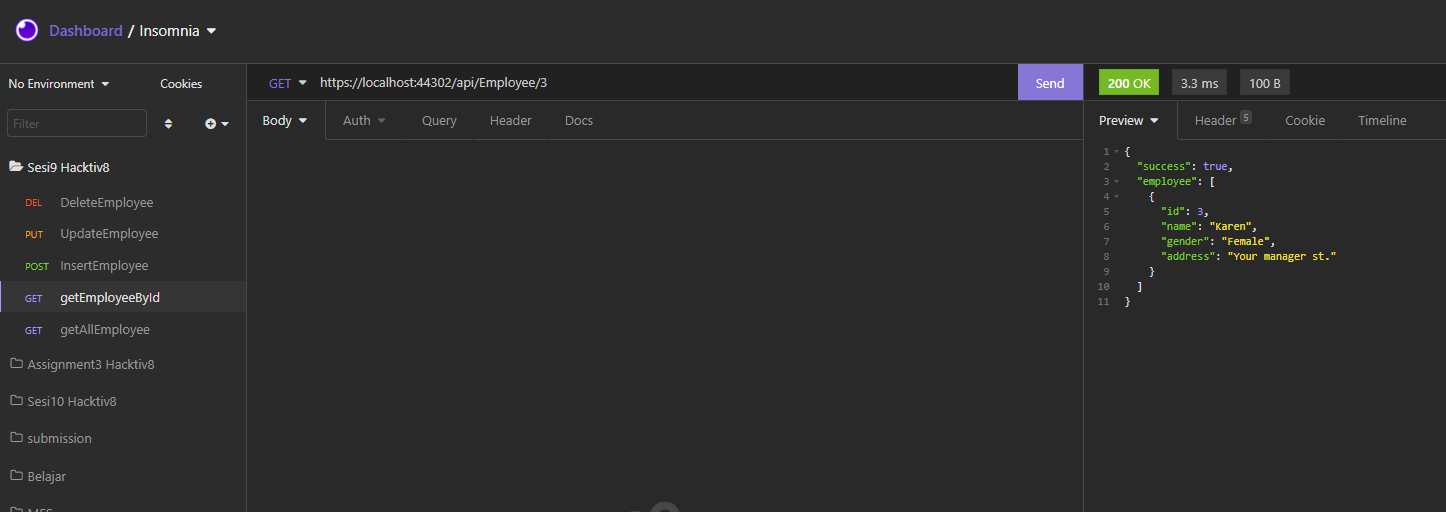 Dashboard / Insomnia
No Environment Cookies
GET https://localhost:44302/api/Employee/3 Send
200 OK 3.3 ms 100 B
Filter
Body Auth Query Header Docs
Preview Header 5 Cookie Timeline
Sesi9 Hacktiv8
DEL DeleteEmployee
PUT UpdateEmployee
POST InsertEmployee
GET getEmployeeById
GET getAllEmployee
Assignment3 Hacktiv8
Sesi10 Hacktiv8
submission
Belajar
1 {
2 "success": true,
3 "employee": [
4 {
5 "id": 3,
6 "name": "Karen",
7 "gender": "Female",
8 "address": "Your manager st."
9 }
10 ]
11 }